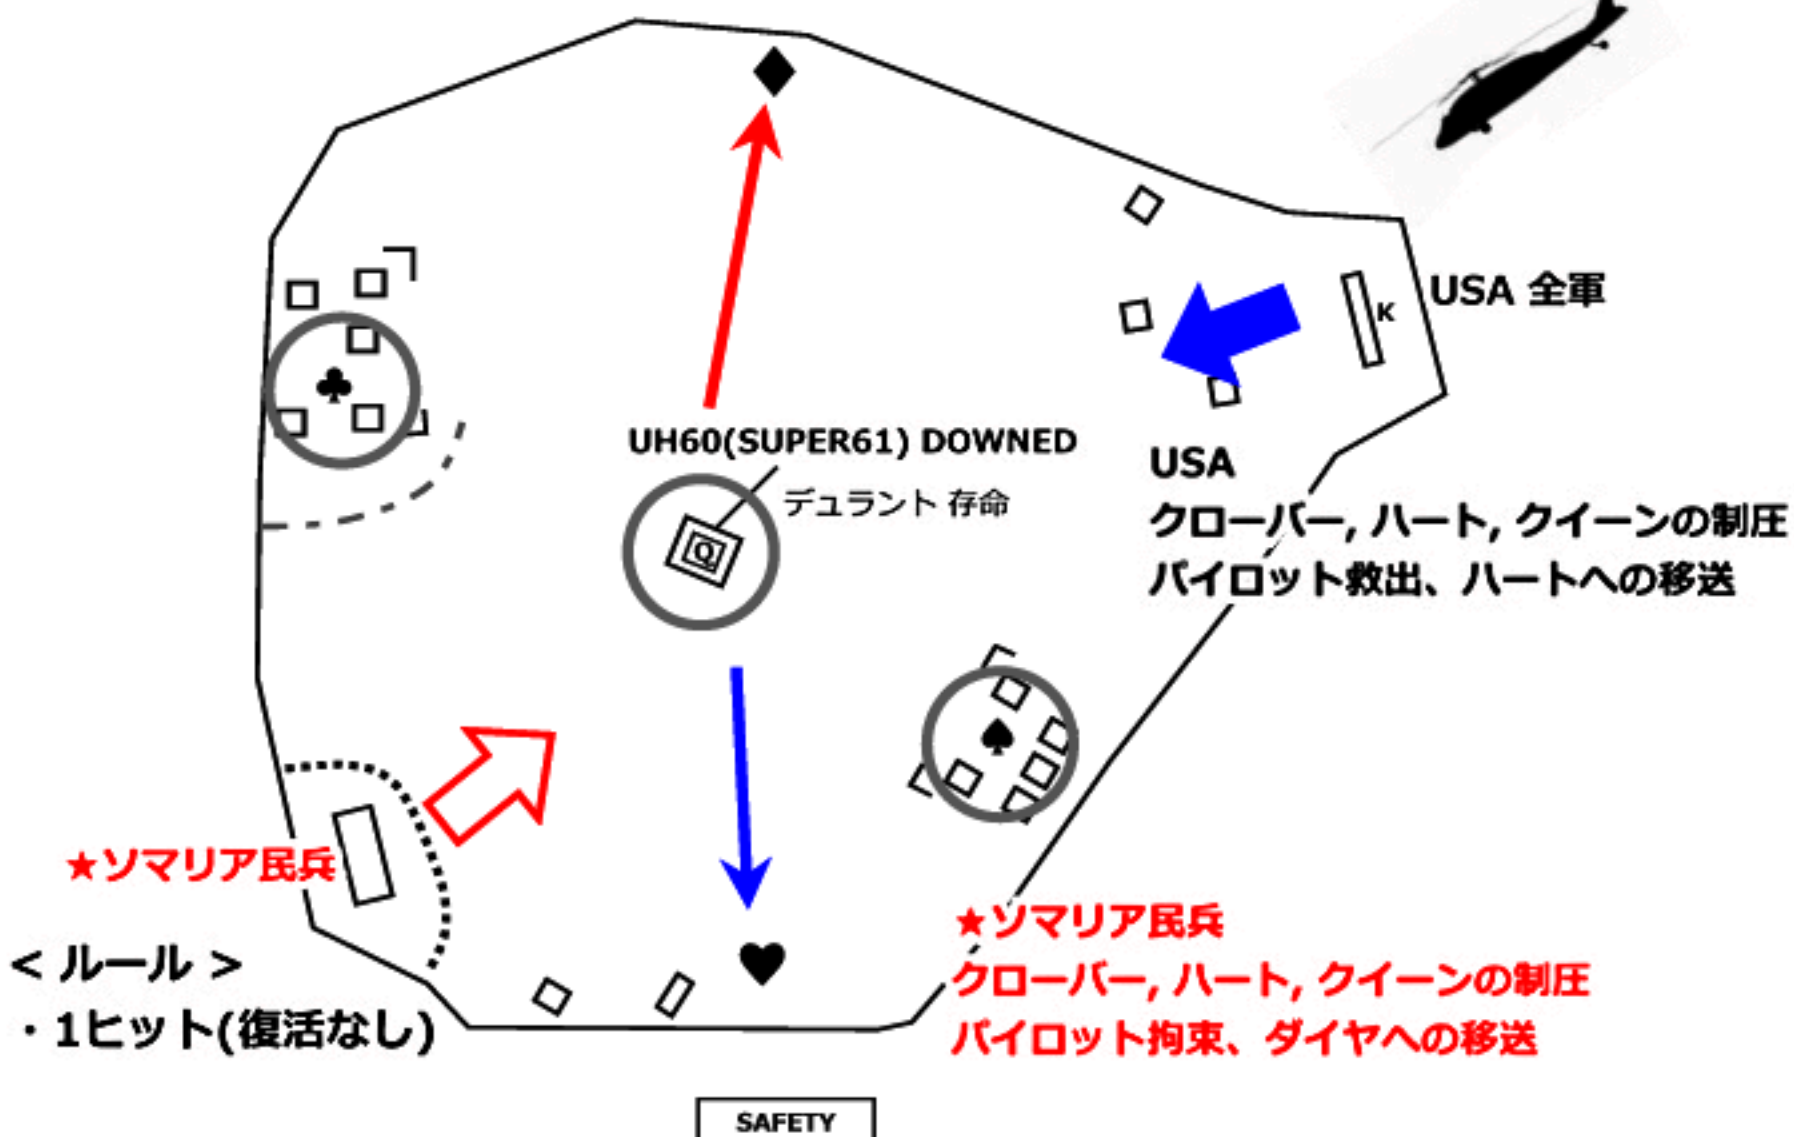 USA 全軍
K
UH60(SUPER61) DOWNED
デュラント 存命
Q
USA
クローバー, ハート, クイーンの制圧
パイロット救出、ハートへの移送
★ソマリア民兵
< ルール >
・1ヒット(復活なし)
★ソマリア民兵
クローバー, ハート, クイーンの制圧
パイロット拘束、ダイヤへの移送
SAFETY